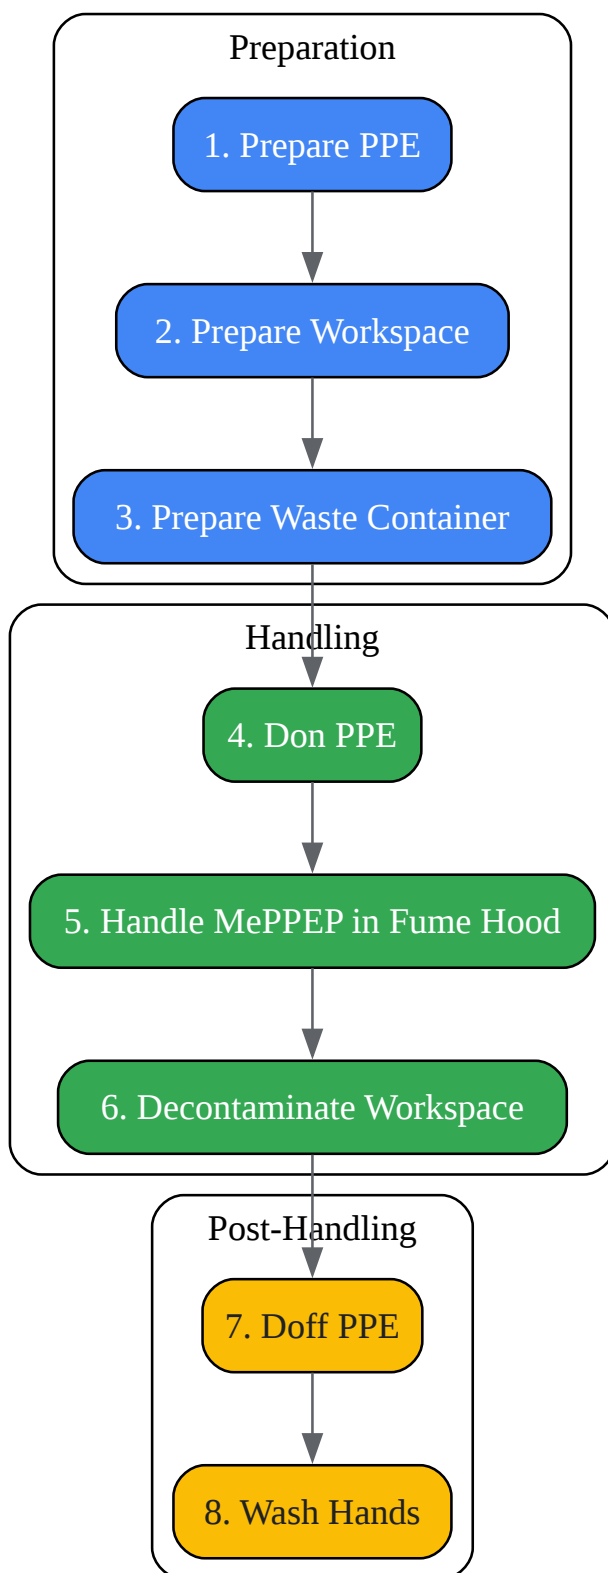 Preparation
1. Prepare PPE
2. Prepare Workspace
3. Prepare Waste Container
Handling
4. Don PPE
5. Handle MePPEP in Fume Hood
6. Decontaminate Workspace
Post-Handling
7. Doff PPE
8. Wash Hands